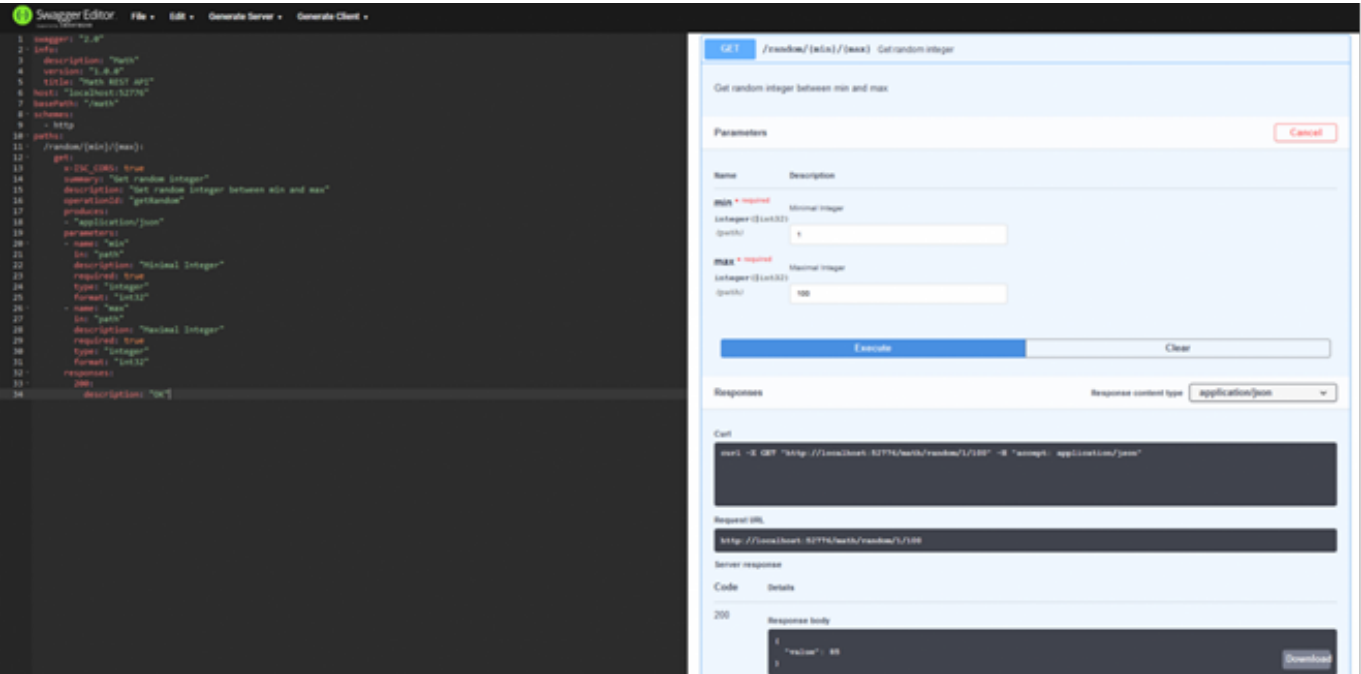 Swagger Editor.
File
Edit
Generate Server
Generate Client
1 swagger: "2.0"
2 info:
3 description: "Math"
4 version: "1.0.0"
5 title: "Math REST API"
6 host: "localhost:52776"
7 basePath: "/math"
8 schemes:
9 - http
10 paths:
11 /random/{min}/{max}:
12 get:
13 x-ISC_CORS: true
14 summary: "Get random integer"
15 description: "Get random integer between min and max"
16 operationId: "getRandom"
17 produces:
18 - "application/json"
19 parameters:
20 - name: "min"
21 in: "path"
22 description: "Minimal Integer"
23 required: true
24 type: "integer"
25 format: "int32"
26 - name: "max"
27 in: "path"
28 description: "Maximal Integer"
29 required: true
30 type: "integer"
31 format: "int32"
32 responses:
33 200:
34 description: "OK"
GET /random/{min}/{max} Get random integer
Get random integer between min and max
Parameters
Cancel
Name Description
min * required
Minimal Integer
integer($int32)
(path)
1
max * required
Maximal Integer
integer($int32)
(path)
100
Execute
Clear
Responses
Response content type application/json
Curl
curl -X GET "http://localhost:52776/math/random/1/100" -H "accept: application/json"
Request URL
http://localhost:52776/math/random/1/100
Server response
Code Details
200
Response body
{
"value": 85
}
Download